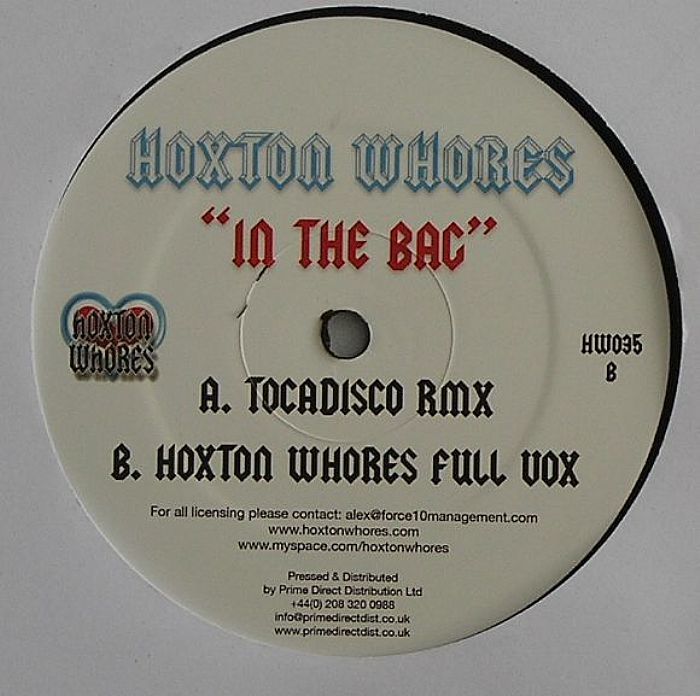 HOXTON WHORES
“IN THE BAG”
HOXTON
WHORES
HW035
B
A. TOCADISCO RMX
B. HOXTON WHORES FULL VOX
For all licensing please contact: alex@force10management.com
www.hoxtonwhores.com
www.myspace.com/hoxtonwhores
Pressed & Distributed
by Prime Direct Distribution Ltd
+44(0) 208 320 0988
info@primedirectdist.co.uk
www.primedirectdist.co.uk